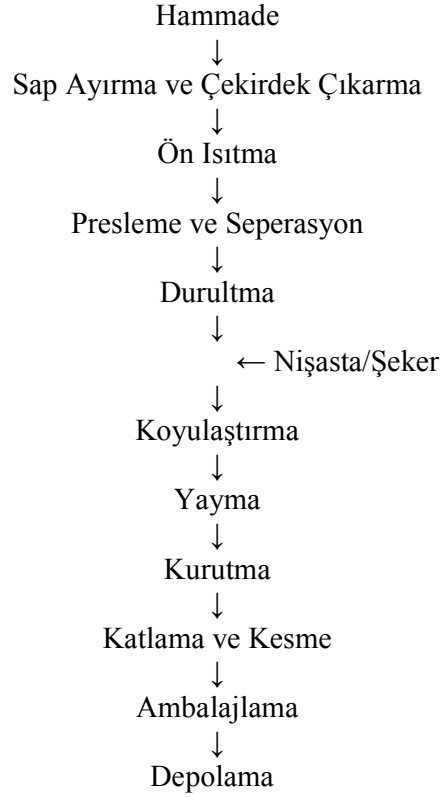 Hammade
↓
Sap Ayırma ve Çekirdek Çıkarma
↓
Ön Isıtma
↓
Presleme ve Seperasyon
↓
Durultma
↓
← Nişasta/Şeker
↓
Koyulaştırma
↓
Yayma
↓
Kurutma
↓
Katlama ve Kesme
↓
Ambalajlama
↓
Depolama